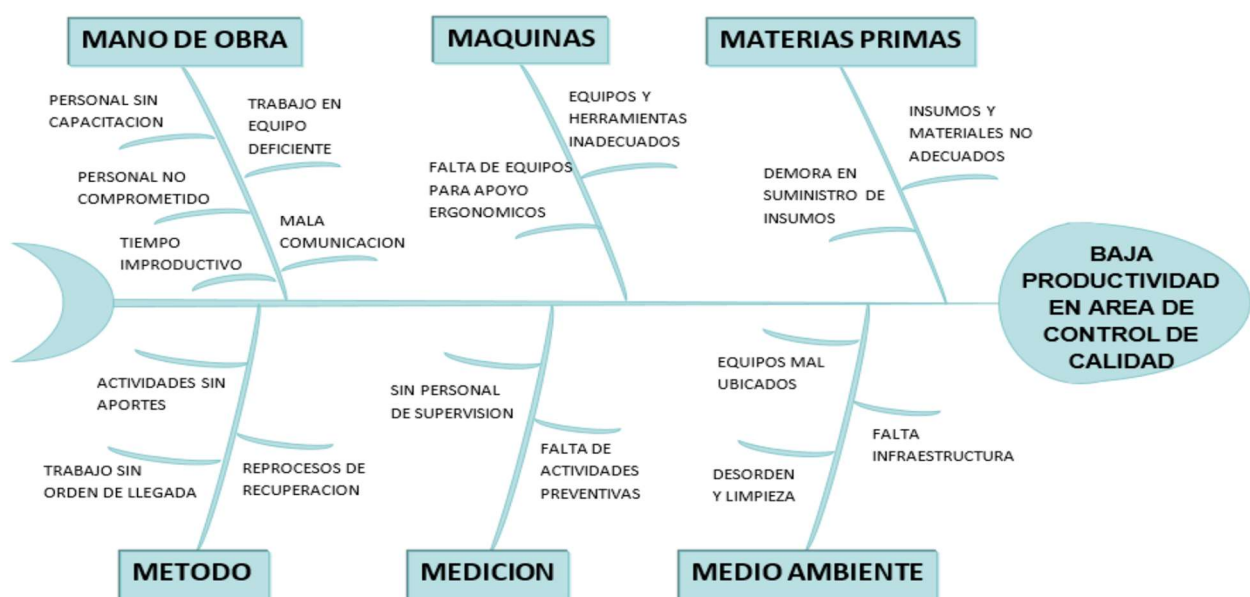 MANO DE OBRA
MAQUINAS
MATERIAS PRIMAS
PERSONAL SIN
CAPACITACION
TRABAJO EN
EQUIPO
DEFICIENTE
PERSONAL NO
COMPROMETIDO
MALA
COMUNICACION
TIEMPO
IMPRODUCTIVO
EQUIPOS Y
HERRAMIENTAS
INADECUADOS
FALTA DE EQUIPOS
PARA APOYO
ERGONOMICOS
INSUMOS Y
MATERIALES NO
ADECUADOS
DEMORA EN
SUMINISTRO DE
INSUMOS
BAJA
PRODUCTIVIDAD
EN AREA DE
CONTROL DE
CALIDAD
ACTIVIDADES SIN
APORTES
TRABAJO SIN
ORDEN DE LLEGADA
REPROCESOS DE
RECUPERACION
SIN PERSONAL
DE SUPERVISION
FALTA DE
ACTIVIDADES
PREVENTIVAS
EQUIPOS MAL
UBICADOS
FALTA
INFRAESTRUCTURA
DESORDEN
Y LIMPIEZA
METODO
MEDICION
MEDIO AMBIENTE